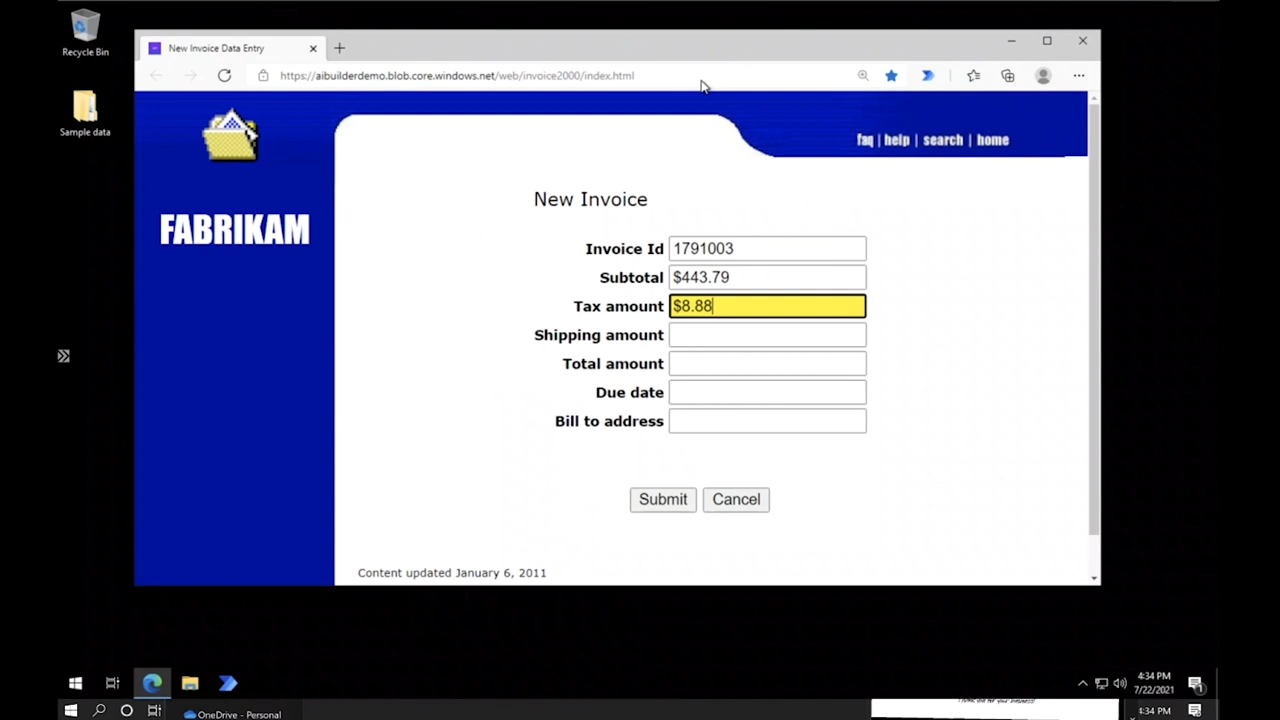 Recycle Bin
Sample data
New Invoice Data Entry
https://aibuilderdemo.blob.core.windows.net/web/invoice2000/index.html
faq | help | search | home
FABRIKAM
New Invoice
Invoice Id 1791003
Subtotal $443.79
Tax amount $8.88
Shipping amount
Total amount
Due date
Bill to address
Submit Cancel
Content updated January 6, 2011
4:34 PM
7/22/2021
1
OneDrive - Personal
4:34 PM